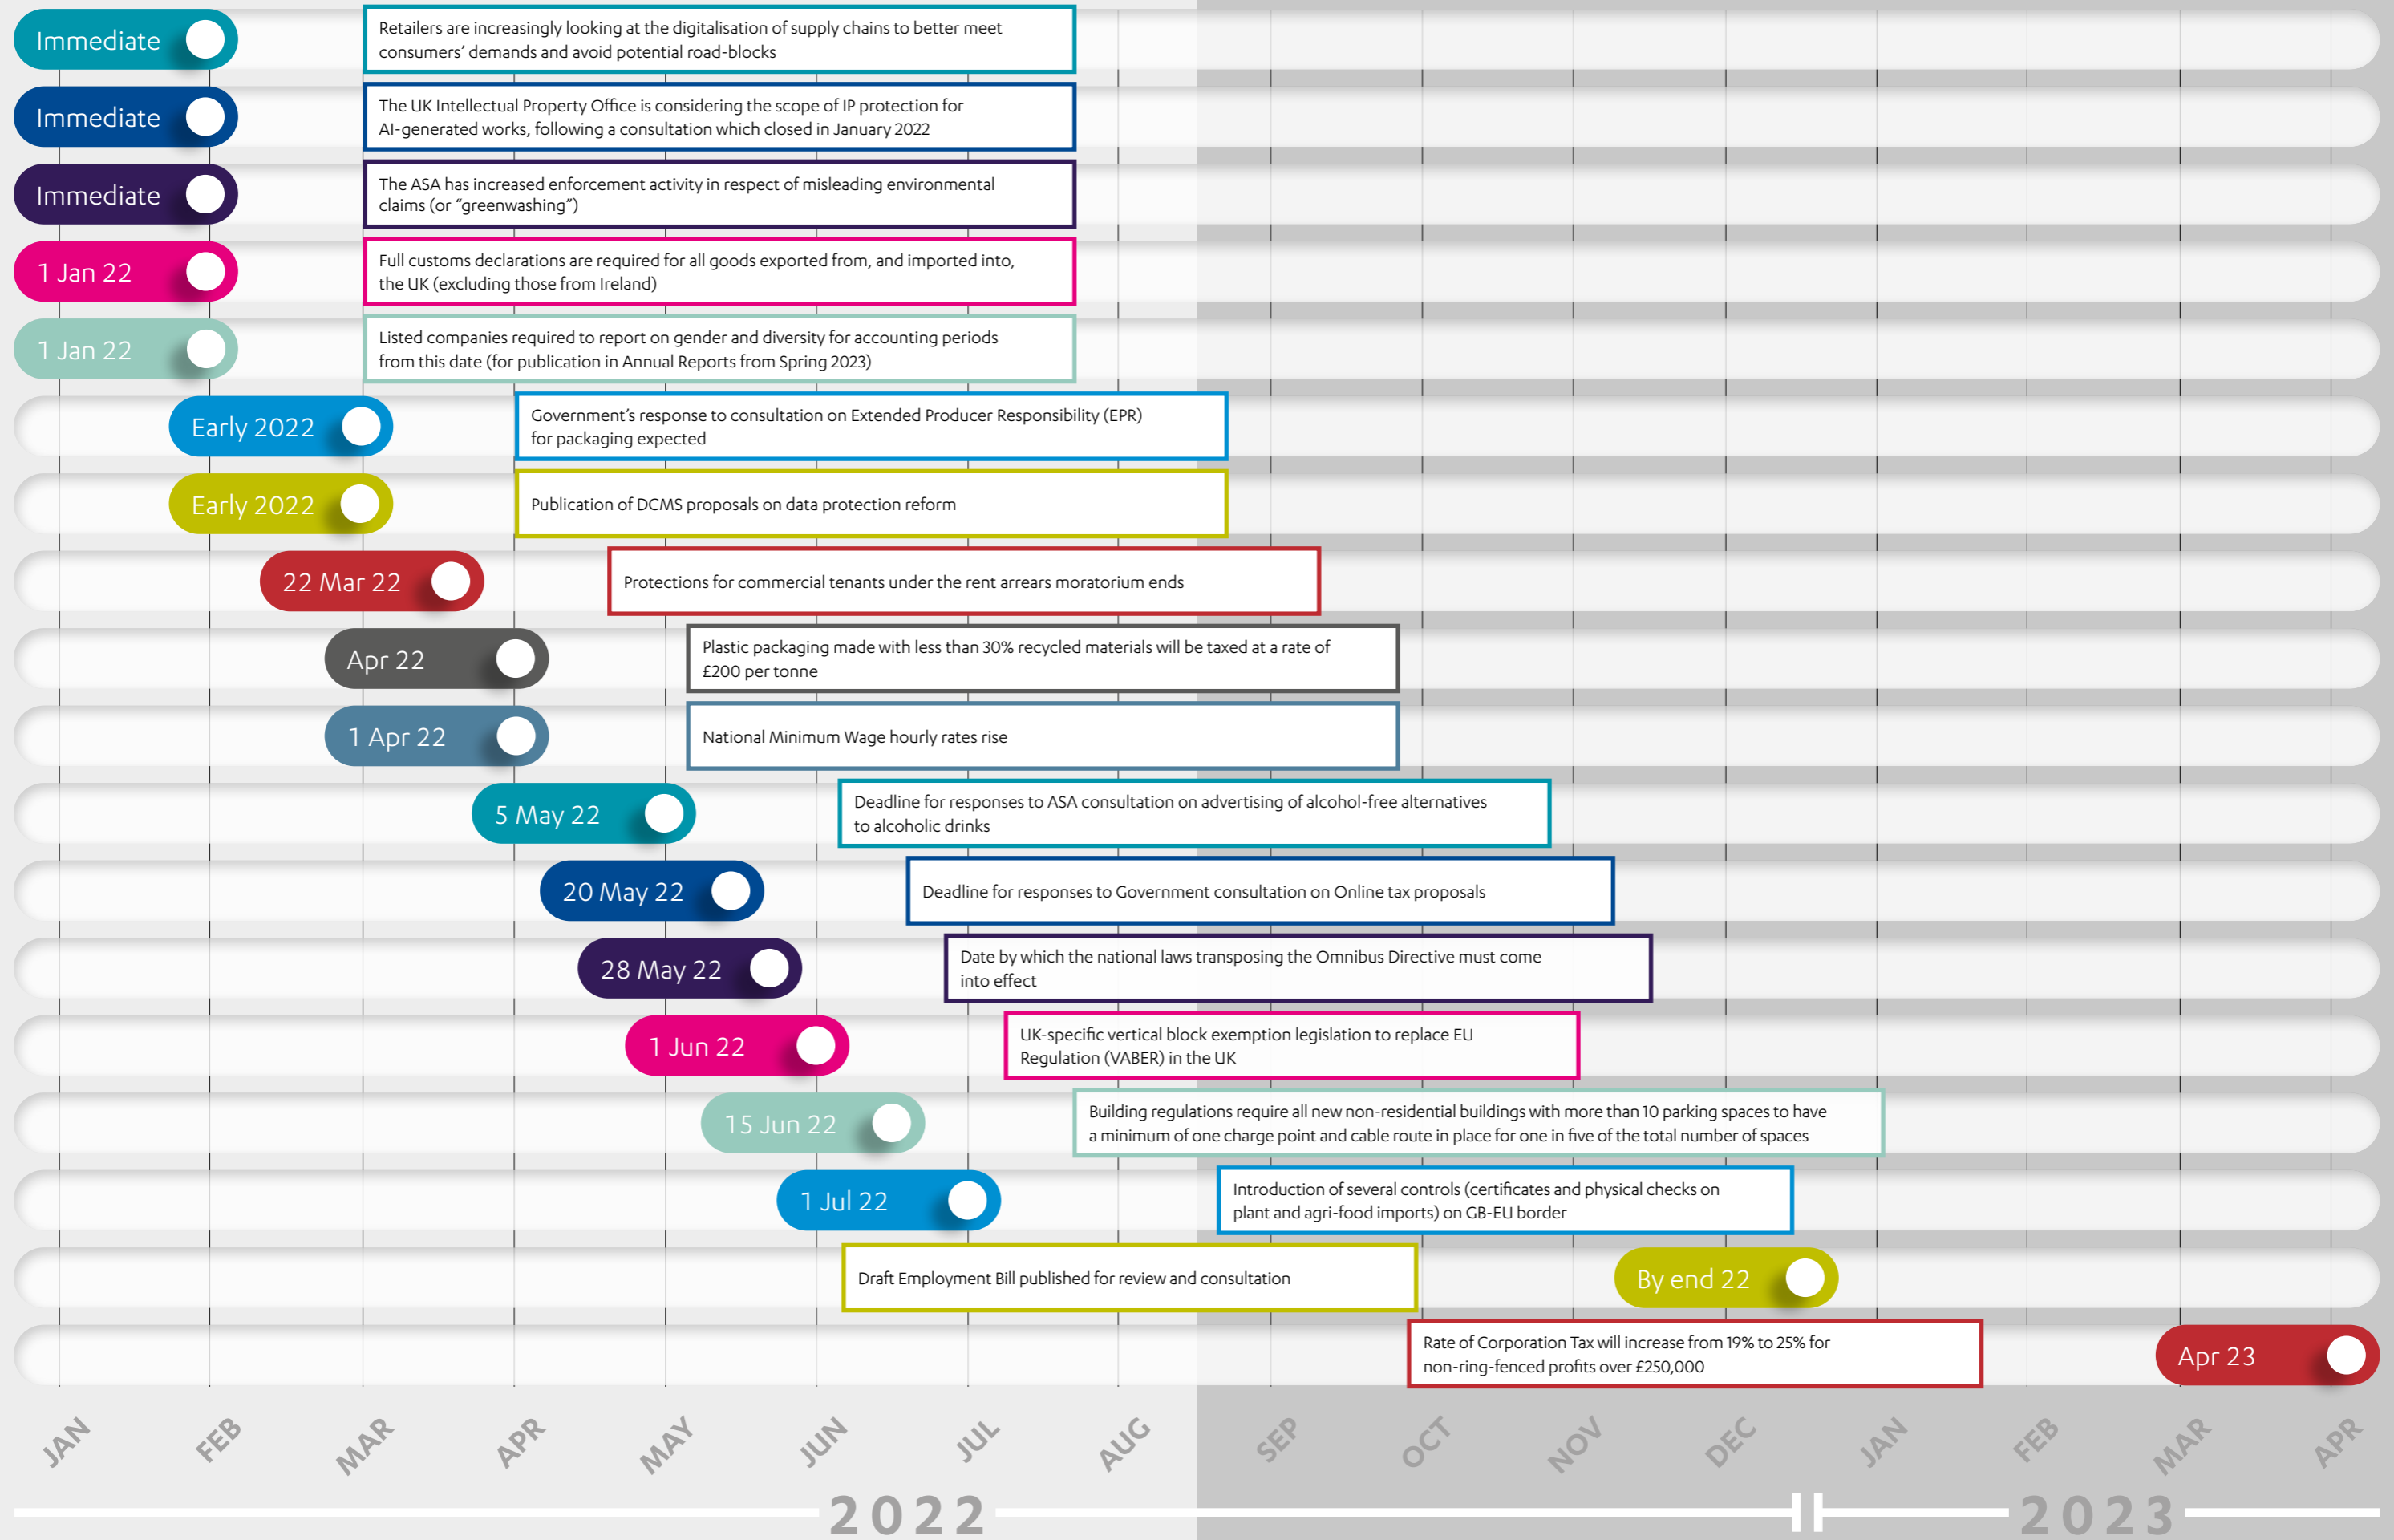 Immediate
Retailers are increasingly looking at the digitalisation of supply chains to better meet
consumers’ demands and avoid potential road-blocks
Immediate
The UK Intellectual Property Office is considering the scope of IP protection for
AI-generated works, following a consultation which closed in January 2022
Immediate
The ASA has increased enforcement activity in respect of misleading environmental
claims (or “greenwashing”)
1 Jan 22
Full customs declarations are required for all goods exported from, and imported into,
the UK (excluding those from Ireland)
1 Jan 22
Listed companies required to report on gender and diversity for accounting periods
from this date (for publication in Annual Reports from Spring 2023)
Early 2022
Government’s response to consultation on Extended Producer Responsibility (EPR)
for packaging expected
Early 2022
Publication of DCMS proposals on data protection reform
22 Mar 22
Protections for commercial tenants under the rent arrears moratorium ends
Apr 22
Plastic packaging made with less than 30% recycled materials will be taxed at a rate of
£200 per tonne
1 Apr 22
National Minimum Wage hourly rates rise
5 May 22
Deadline for responses to ASA consultation on advertising of alcohol-free alternatives
to alcoholic drinks
20 May 22
Deadline for responses to Government consultation on Online tax proposals
28 May 22
Date by which the national laws transposing the Omnibus Directive must come
into effect
1 Jun 22
UK-specific vertical block exemption legislation to replace EU
Regulation (VABER) in the UK
15 Jun 22
Building regulations require all new non-residential buildings with more than 10 parking spaces to have
a minimum of one charge point and cable route in place for one in five of the total number of spaces
1 Jul 22
Introduction of several controls (certificates and physical checks on
plant and agri-food imports) on GB-EU border
Draft Employment Bill published for review and consultation
By end 22
Rate of Corporation Tax will increase from 19% to 25% for
non-ring-fenced profits over £250,000
Apr 23
JAN FEB MAR APR MAY JUN JUL AUG SEP OCT NOV DEC JAN FEB MAR APR
2022 2023